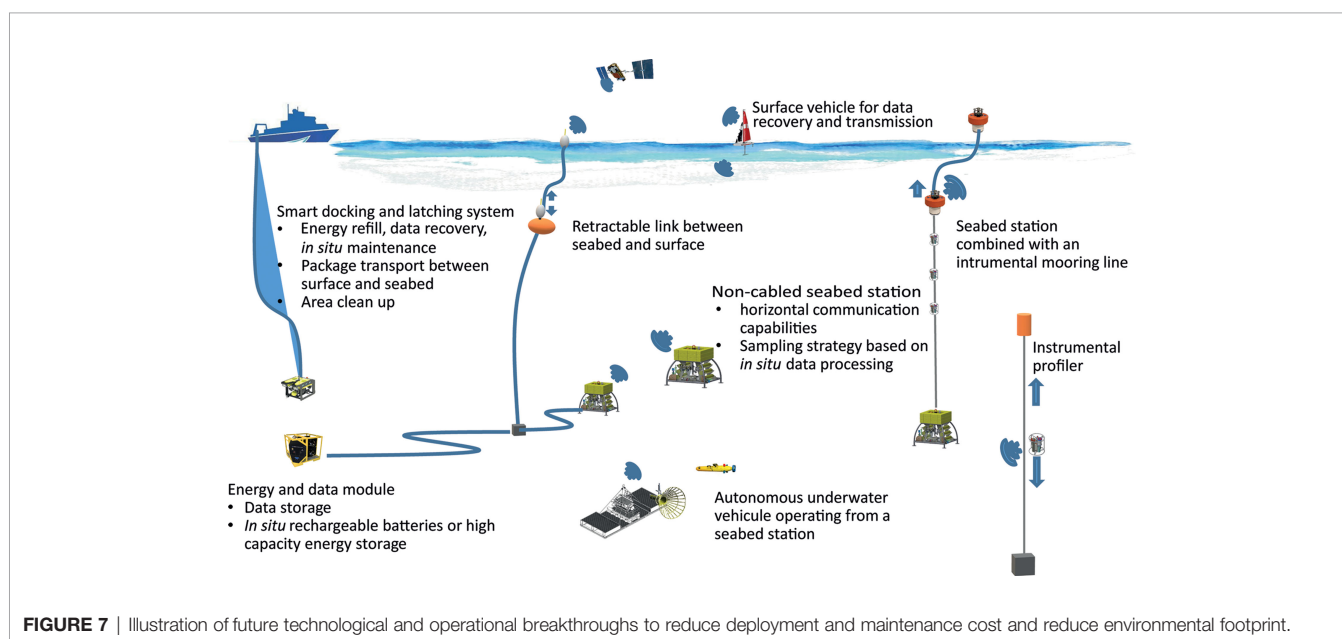 Surface vehicle for data
recovery and transmission
Smart docking and latching system
• Energy refill, data recovery,
in situ maintenance
• Package transport between
surface and seabed
• Area clean up
Retractable link between
seabed and surface
Seabed station
combined with an
intrumental mooring line
Non-cabled seabed station
• horizontal communication
capabilities
• Sampling strategy based on
in situ data processing
Instrumental
profiler
Energy and data module
• Data storage
• In situ rechargeable batteries or high
capacity energy storage
Autonomous underwater
vehicule operating from a
seabed station
FIGURE 7 | Illustration of future technological and operational breakthroughs to reduce deployment and maintenance cost and reduce environmental footprint.